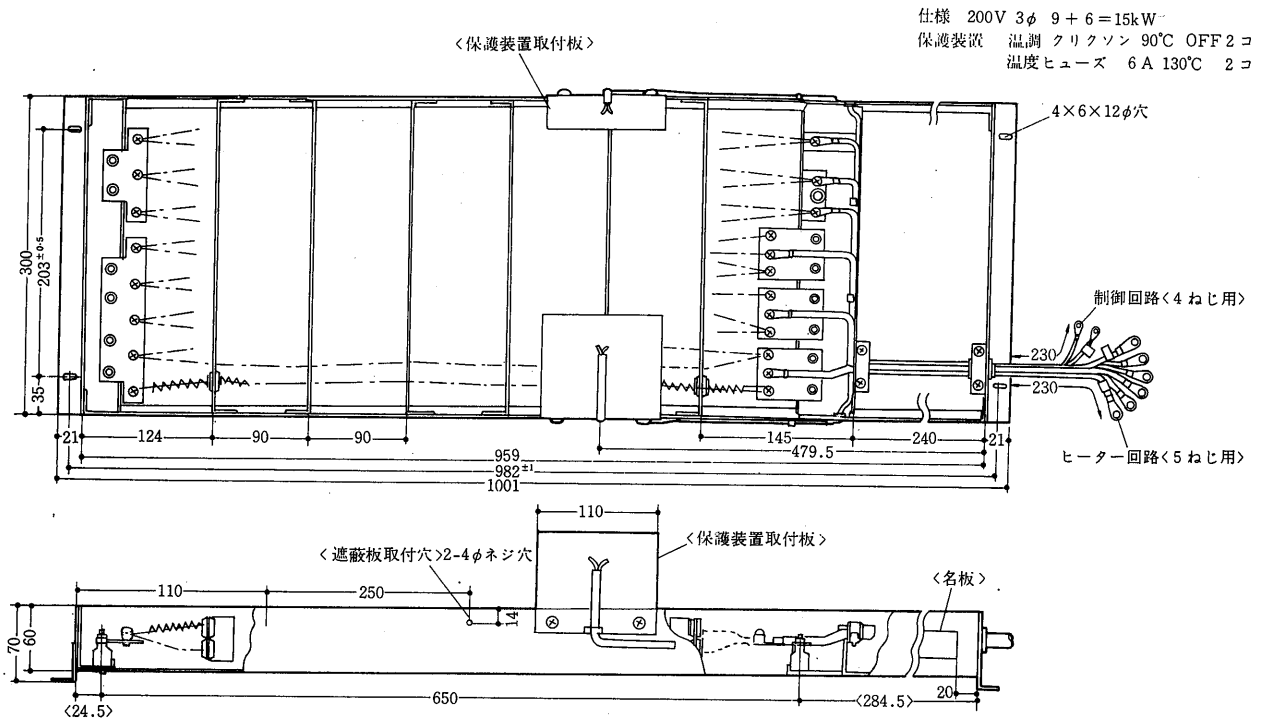 仕様 200V 3φ 9+6=15kW
保護装置 温調 クリクソン 90℃ OFF2コ
温度ヒューズ 6A 130℃ 2コ
〈保護装置取付板〉
4×6×12φ穴
300
203±0.5
35
制御回路〈4ねじ用〉
230
230
ヒーター回路〈5ねじ用〉
21
124
90
90
145
240
21
479.5
959
982±1
1001
110
〈保護装置取付板〉
〈遮蔽板取付穴〉2-4φネジ穴
〈名板〉
110
250
14
70
60
20
650
〈284.5〉
〈24.5〉